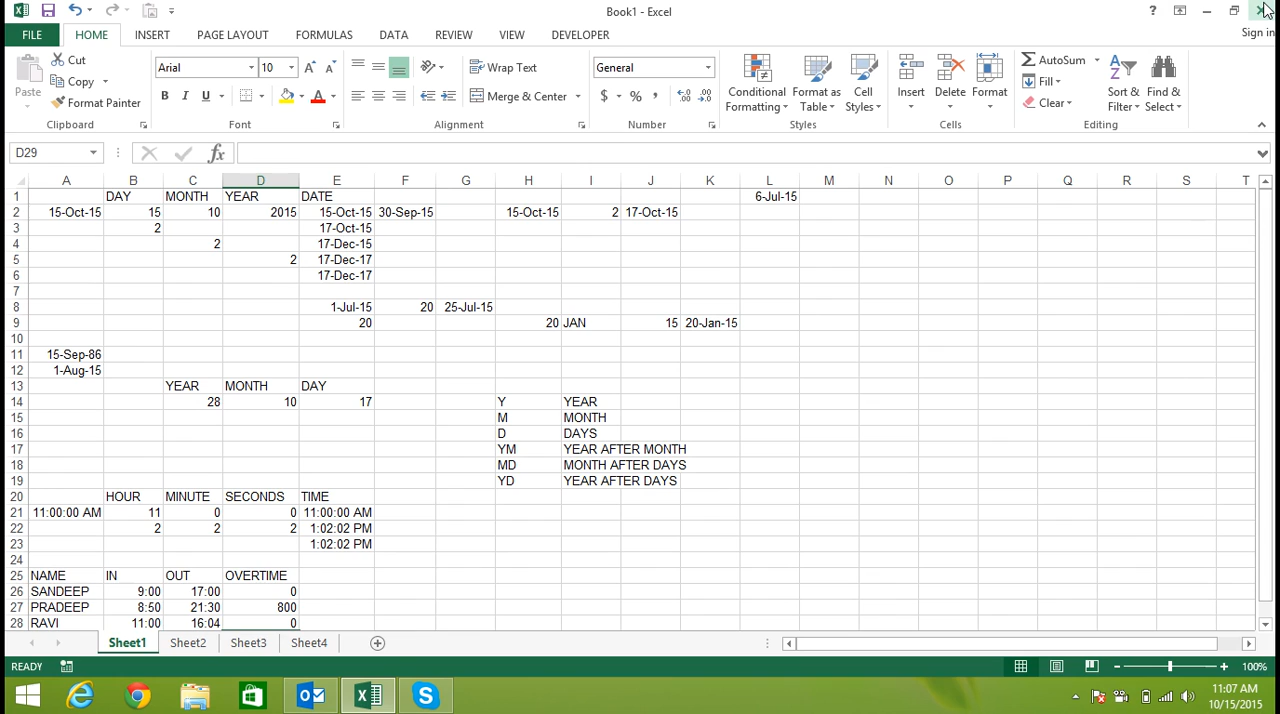 Book1 - Excel
?
Sign in
FILE HOME INSERT PAGE LAYOUT FORMULAS DATA REVIEW VIEW DEVELOPER
Paste
Cut
Copy
Format Painter
Clipboard
Arial 10
B I U
A
Font
Wrap Text
Merge & Center
Alignment
General
$ % ,
Number
Conditional Formatting
Format as Table
Cell Styles
Styles
Insert Delete Format
Cells
AutoSum
Fill
Clear
Sort & Filter
Find & Select
Editing
D29 fx
A B C D E F G H I J K L M N O P Q R S T
1 DAY MONTH YEAR DATE 6-Jul-15
2 15-Oct-15 15 10 2015 15-Oct-15 30-Sep-15 15-Oct-15 2 17-Oct-15
3 2 17-Oct-15
4 2 17-Dec-15
5 2 17-Dec-17
6 17-Dec-17
7
8 1-Jul-15 20 25-Jul-15
9 20 20 JAN 15 20-Jan-15
10
11 15-Sep-86
12 1-Aug-15
13 YEAR MONTH DAY
14 28 10 17 Y YEAR
15 M MONTH
16 D DAYS
17 YM YEAR AFTER MONTH
18 MD MONTH AFTER DAYS
19 YD YEAR AFTER DAYS
20 HOUR MINUTE SECONDS TIME
21 11:00:00 AM 11 0 0 11:00:00 AM
22 2 2 2 1:02:02 PM
23 1:02:02 PM
24
25 NAME IN OUT OVERTIME
26 SANDEEP 9:00 17:00 0
27 PRADEEP 8:50 21:30 800
28 RAVI 11:00 16:04 0
Sheet1 Sheet2 Sheet3 Sheet4
READY
100%
11:07 AM
10/15/2015